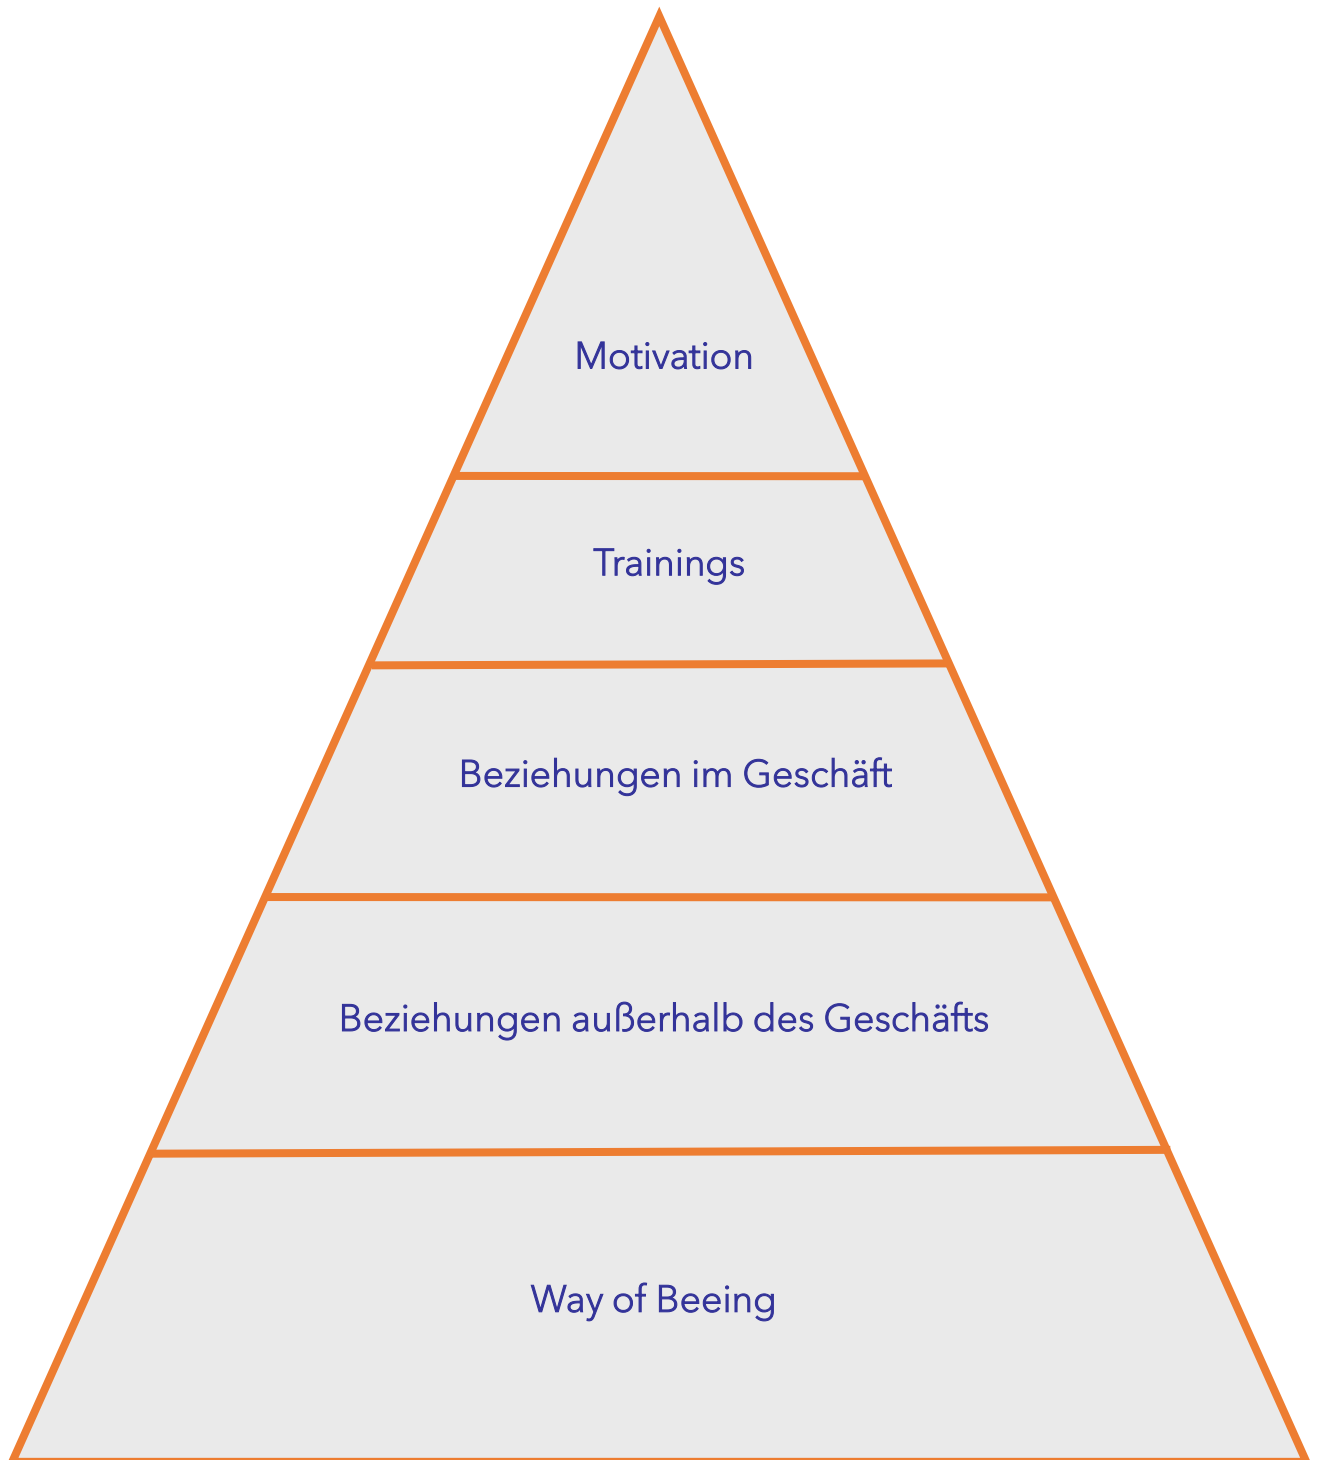 Motivation
Trainings
Beziehungen im Geschäft
Beziehungen außerhalb des Geschäfts
Way of Beeing